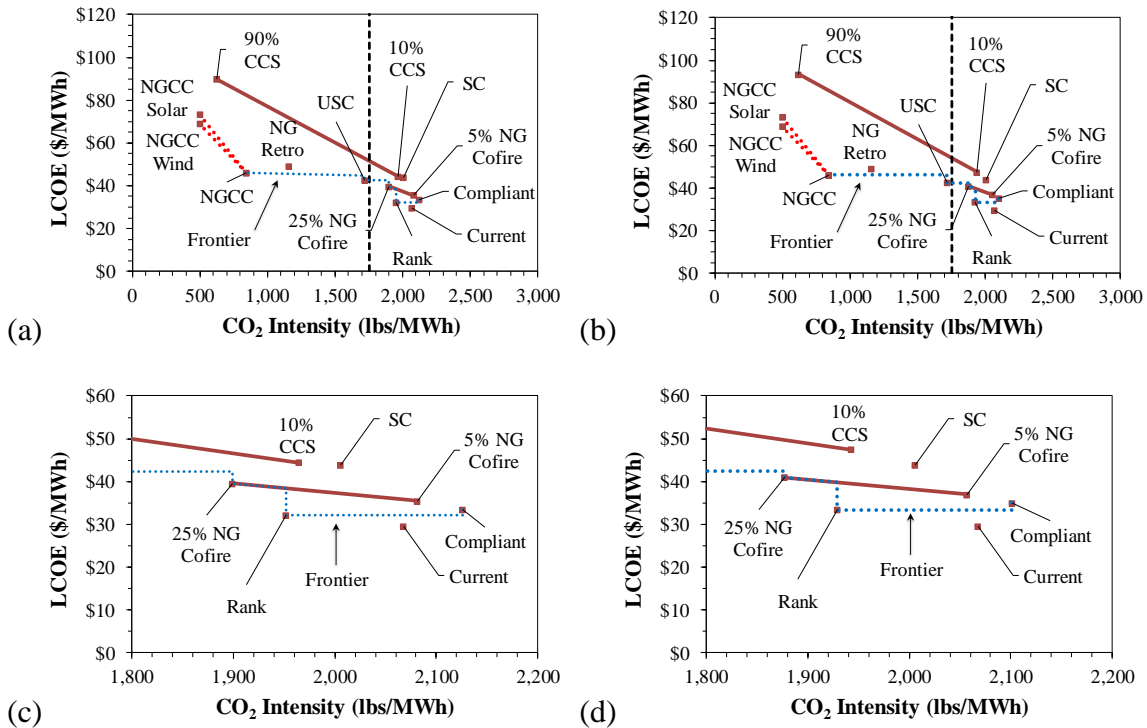 $120
$100
$80
$60
$40
$20
$0
LCOE ($/MWh)
90%
CCS
10%
CCS
SC
NGCC
Solar
USC
5% NG
Cofire
NGCC
Wind
NG
Retro
Compliant
NGCC
25% NG
Cofire
Frontier
Current
Rank
0 500 1,000 1,500 2,000 2,500 3,000
CO2 Intensity (lbs/MWh)
(a)
$120
$100
$80
$60
$40
$20
$0
LCOE ($/MWh)
90%
CCS
10%
CCS
SC
NGCC
Solar
USC
5% NG
Cofire
NGCC
Wind
NG
Retro
Compliant
NGCC
25% NG
Cofire
Frontier
Current
Rank
0 500 1,000 1,500 2,000 2,500 3,000
CO2 Intensity (lbs/MWh)
(b)
$60
$50
$40
$30
$20
$10
$0
LCOE ($/MWh)
10%
CCS
SC
5% NG
Cofire
25% NG
Cofire
Compliant
Frontier
Current
Rank
1,800 1,900 2,000 2,100 2,200
CO2 Intensity (lbs/MWh)
(c)
$60
$50
$40
$30
$20
$10
$0
LCOE ($/MWh)
10%
CCS
SC
5% NG
Cofire
25% NG
Cofire
Compliant
Frontier
Current
Rank
1,800 1,900 2,000 2,100 2,200
CO2 Intensity (lbs/MWh)
(d)